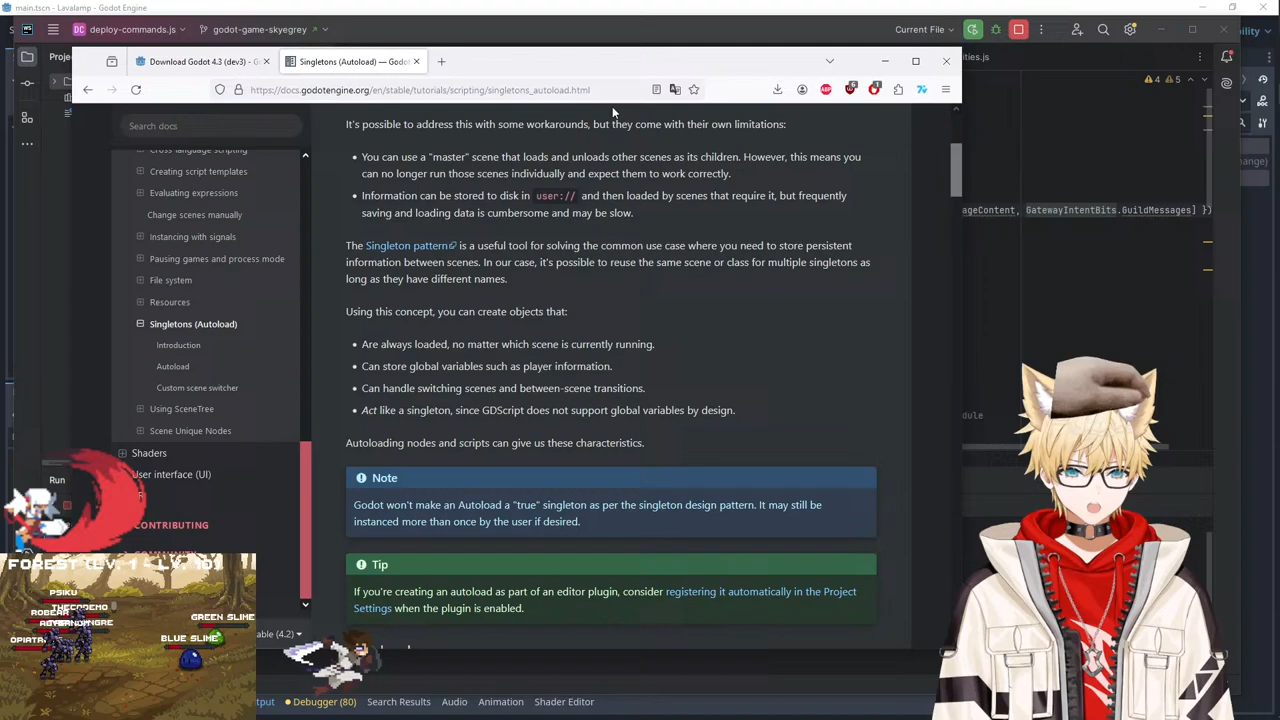 main.tscn - Lavalamp - Godot Engine
WS
DC deploy-commands.js
godot-game-skyegrey
Current File
Download Godot 4.3 (dev3) - G
Singletons (Autoload) — Godot
https://docs.godotengine.org/en/stable/tutorials/scripting/singletons_autoload.html
ABP
4 5
Search docs
Creating script templates
Evaluating expressions
Change scenes manually
Instancing with signals
Pausing games and process mode
File system
Resources
Singletons (Autoload)
Introduction
Autoload
Custom scene switcher
Using SceneTree
Scene Unique Nodes
Shaders
User interface (UI)
CONTRIBUTING
It's possible to address this with some workarounds, but they come with their own limitations:
You can use a "master" scene that loads and unloads other scenes as its children. However, this means you
can no longer run those scenes individually and expect them to work correctly.
Information can be stored to disk in user:// and then loaded by scenes that require it, but frequently
saving and loading data is cumbersome and may be slow.
The Singleton pattern is a useful tool for solving the common use case where you need to store persistent
information between scenes. In our case, it's possible to reuse the same scene or class for multiple singletons as
long as they have different names.
Using this concept, you can create objects that:
Are always loaded, no matter which scene is currently running.
Can store global variables such as player information.
Can handle switching scenes and between-scene transitions.
Act like a singleton, since GDScript does not support global variables by design.
Autoloading nodes and scripts can give us these characteristics.
Note
Godot won't make an Autoload a "true" singleton as per the singleton design pattern. It may still be
instanced more than once by the user if desired.
Tip
If you're creating an autoload as part of an editor plugin, consider registering it automatically in the Project
Settings when the plugin is enabled.
ageContent, GatewayIntentBits.GuildMessages] })
Run
FOREST (LV. 1 - LV. 10)
PSIKU
GREEN SLIME
BLUE SLIME
able (4.2)
Debugger (80)
Search Results
Audio
Animation
Shader Editor